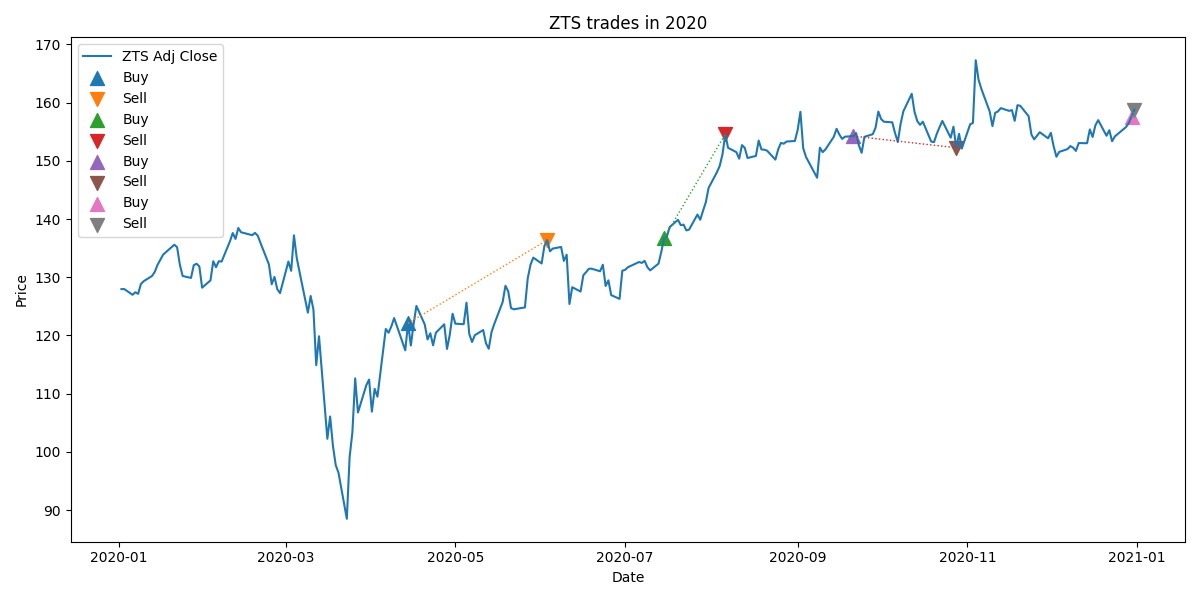 ZTS trades in 2020
170
160
150
140
130
120
110
100
90
Price
ZTS Adj Close
Buy
Sell
Buy
Sell
Buy
Sell
Buy
Sell
2020-01
2020-03
2020-05
2020-07
2020-09
2020-11
2021-01
Date